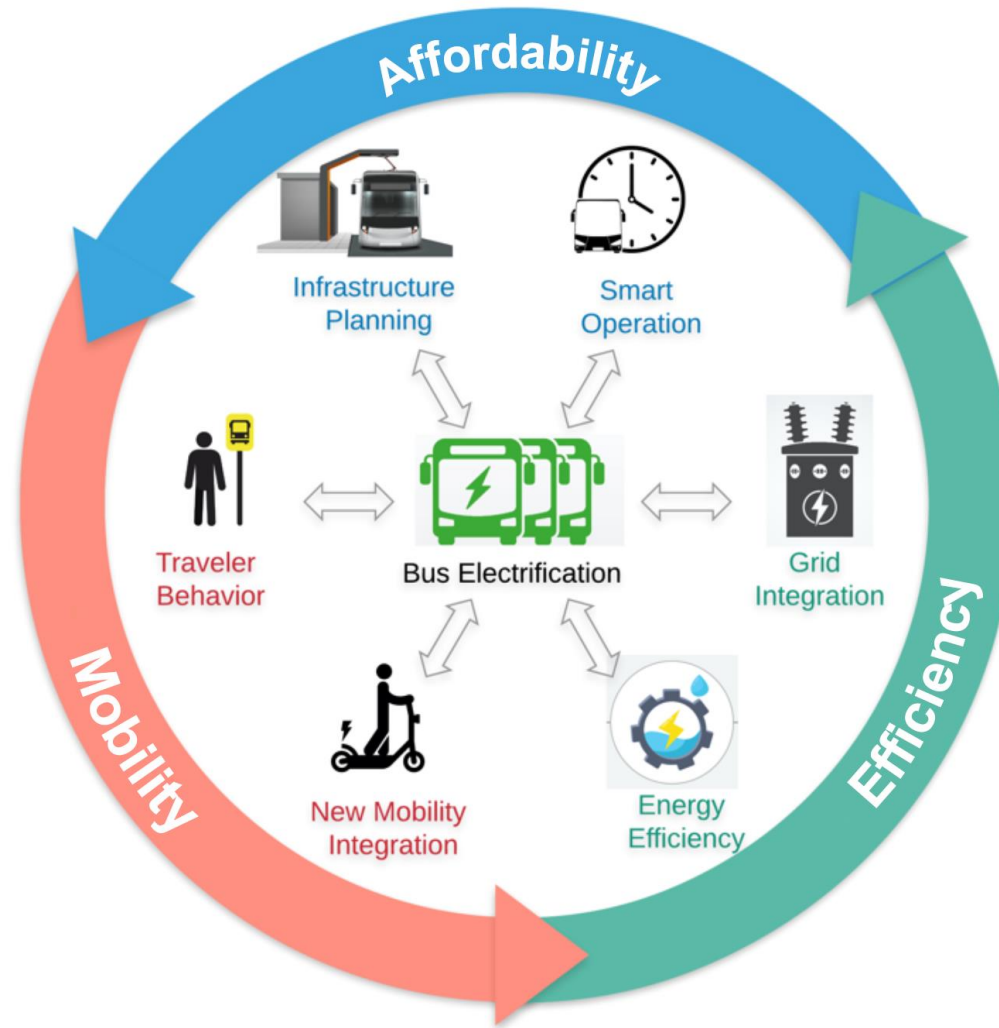 Affordability
Infrastructure
Planning
Smart
Operation
Traveler
Behavior
Bus Electrification
Grid
Integration
Mobility
Efficiency
New Mobility
Integration
Energy
Efficiency